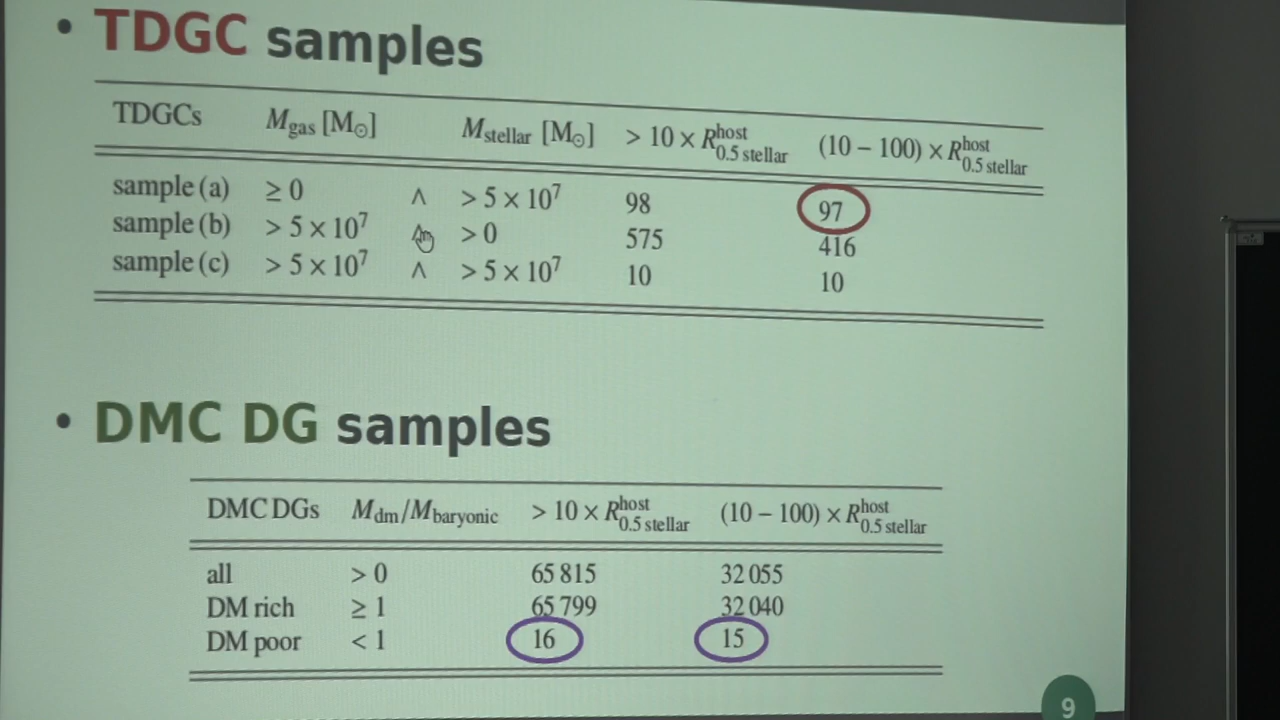 • TDGC samples
TDGCs M_gas [M_⊙] M_stellar [M_⊙] > 10 × R^host_0.5 stellar (10 – 100) × R^host_0.5 stellar
sample (a) ≥ 0 ∧ > 5 × 10^7 98 97
sample (b) > 5 × 10^7 ∧ > 0 575 416
sample (c) > 5 × 10^7 ∧ > 5 × 10^7 10 10
• DMC DG samples
DMC DGs M_dm/M_baryonic > 10 × R^host_0.5 stellar (10 – 100) × R^host_0.5 stellar
all > 0 65 815 32 055
DM rich ≥ 1 65 799 32 040
DM poor < 1 16 15
9